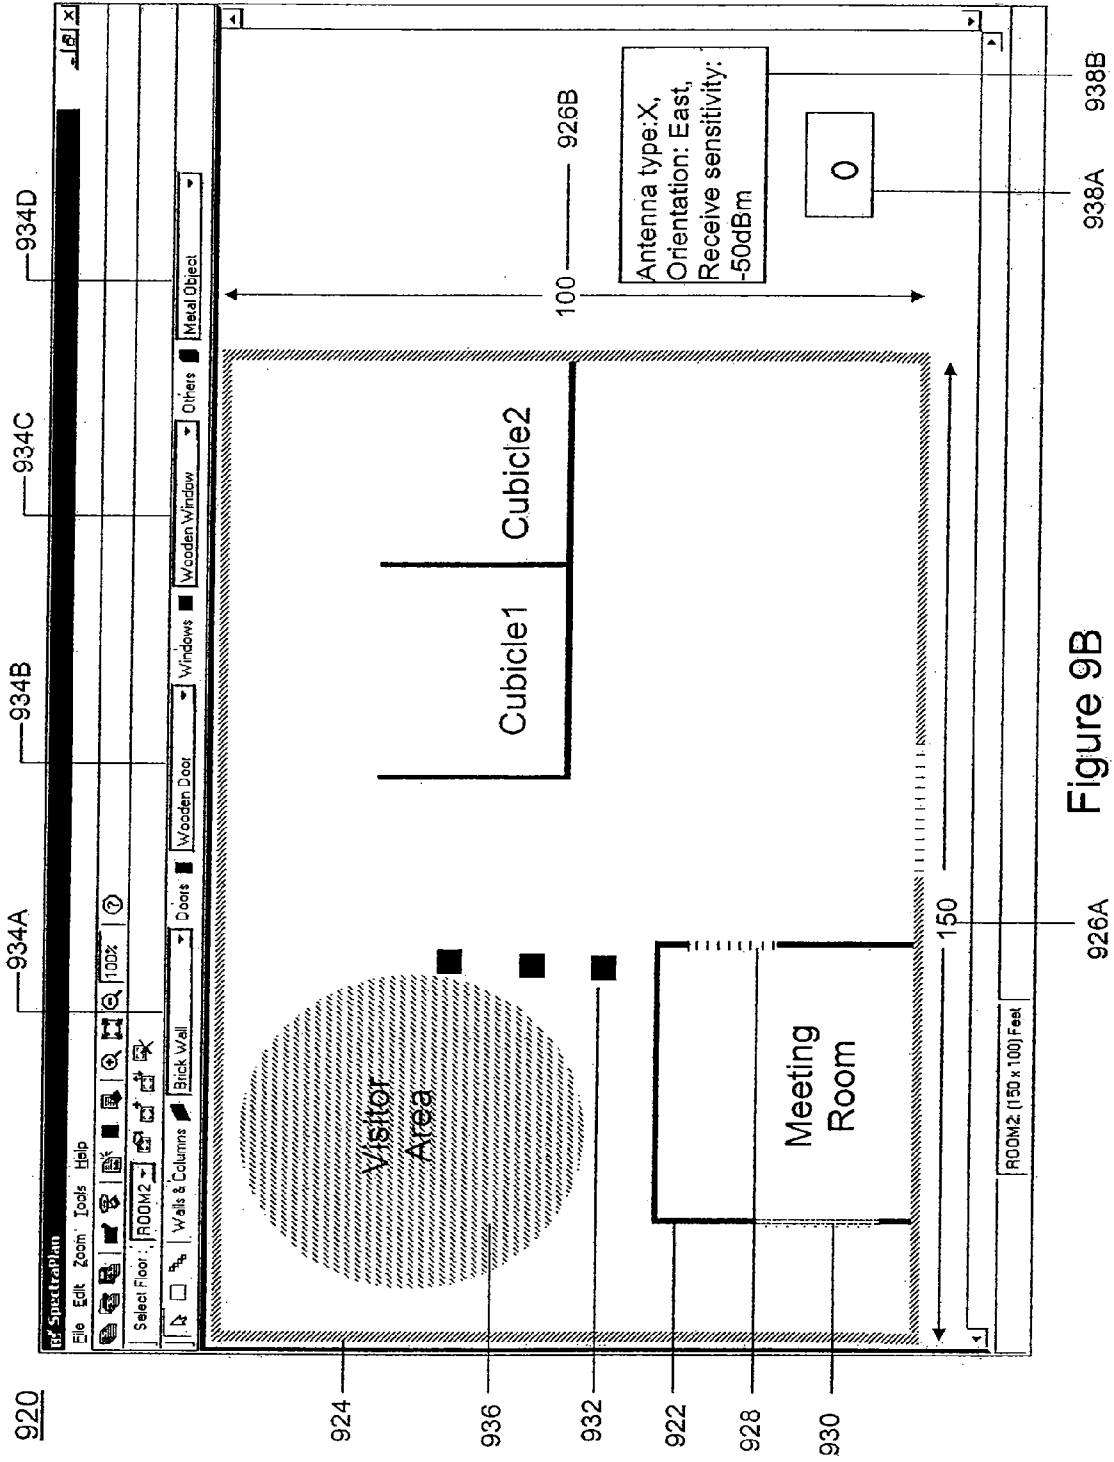 920
934A
934B
934C
934D
SpectraPlan
File Edit Zoom Tools Help
100%
Select Floor: ROOM2
Walls & Columns Brick Wall Doors Wooden Door Windows Wooden Window Others Metal Object
924
936
932
922
928
930
Visitor
Area
Cubicle1
Cubicle2
Meeting
Room
100
926B
Antenna type:X,
Orientation: East,
Receive sensitivity:
-50dBm
O
150
ROOM2: (150 x 100) Feet
926A
938A
938B
Figure 9B